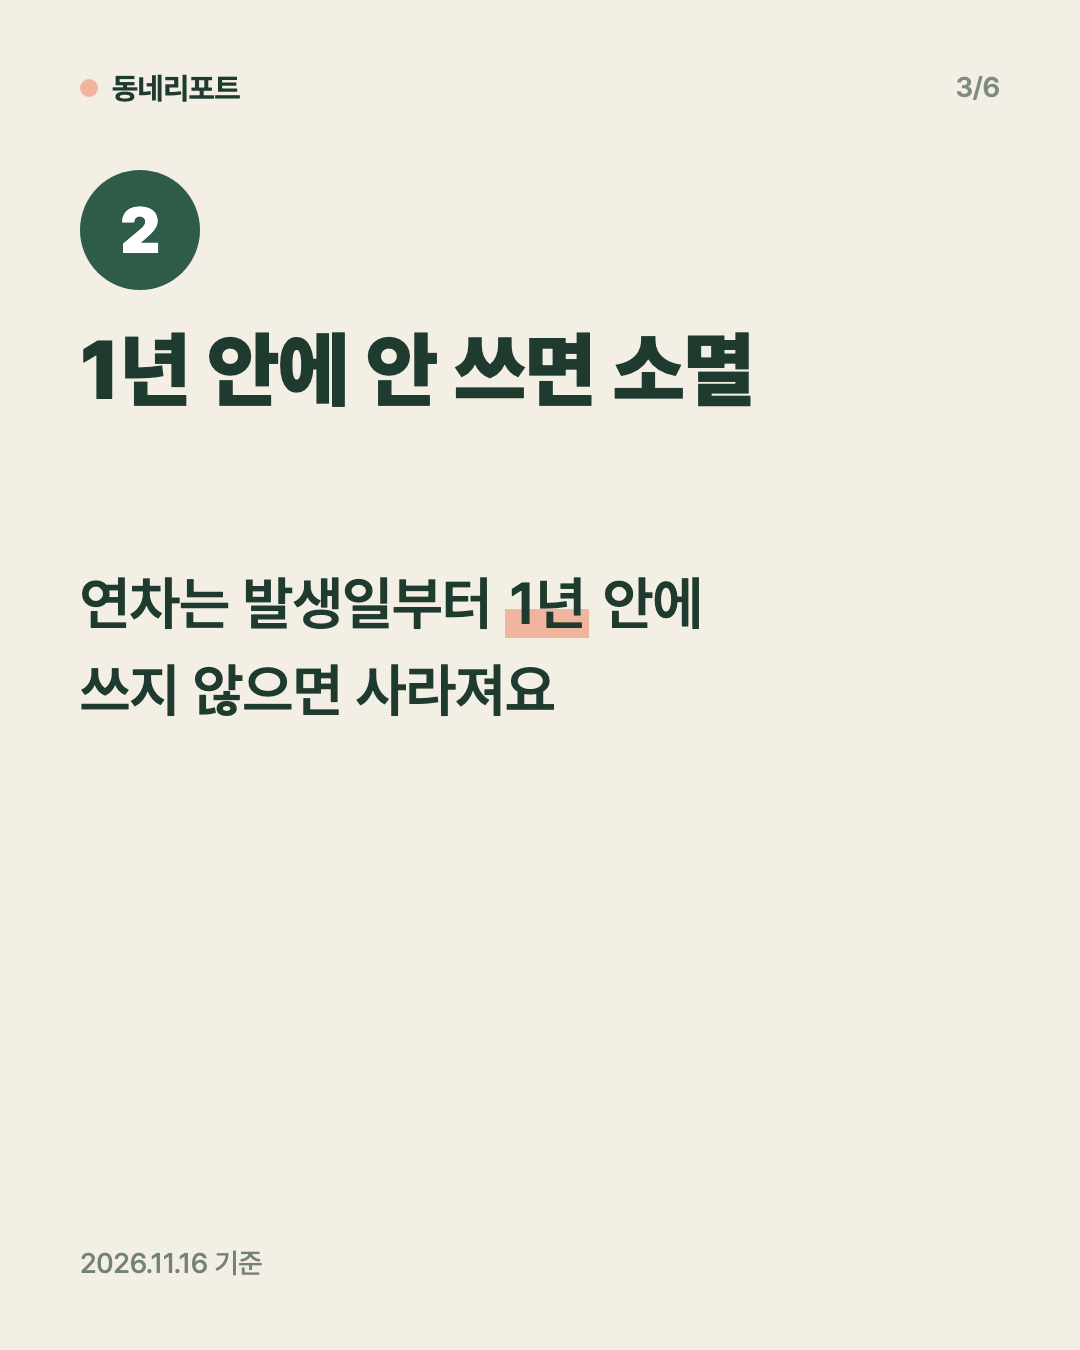 동네리포트
3/6
2
1년 안에 안 쓰면 소멸
연차는 발생일부터 1년 안에
쓰지 않으면 사라져요
2026.11.16 기준